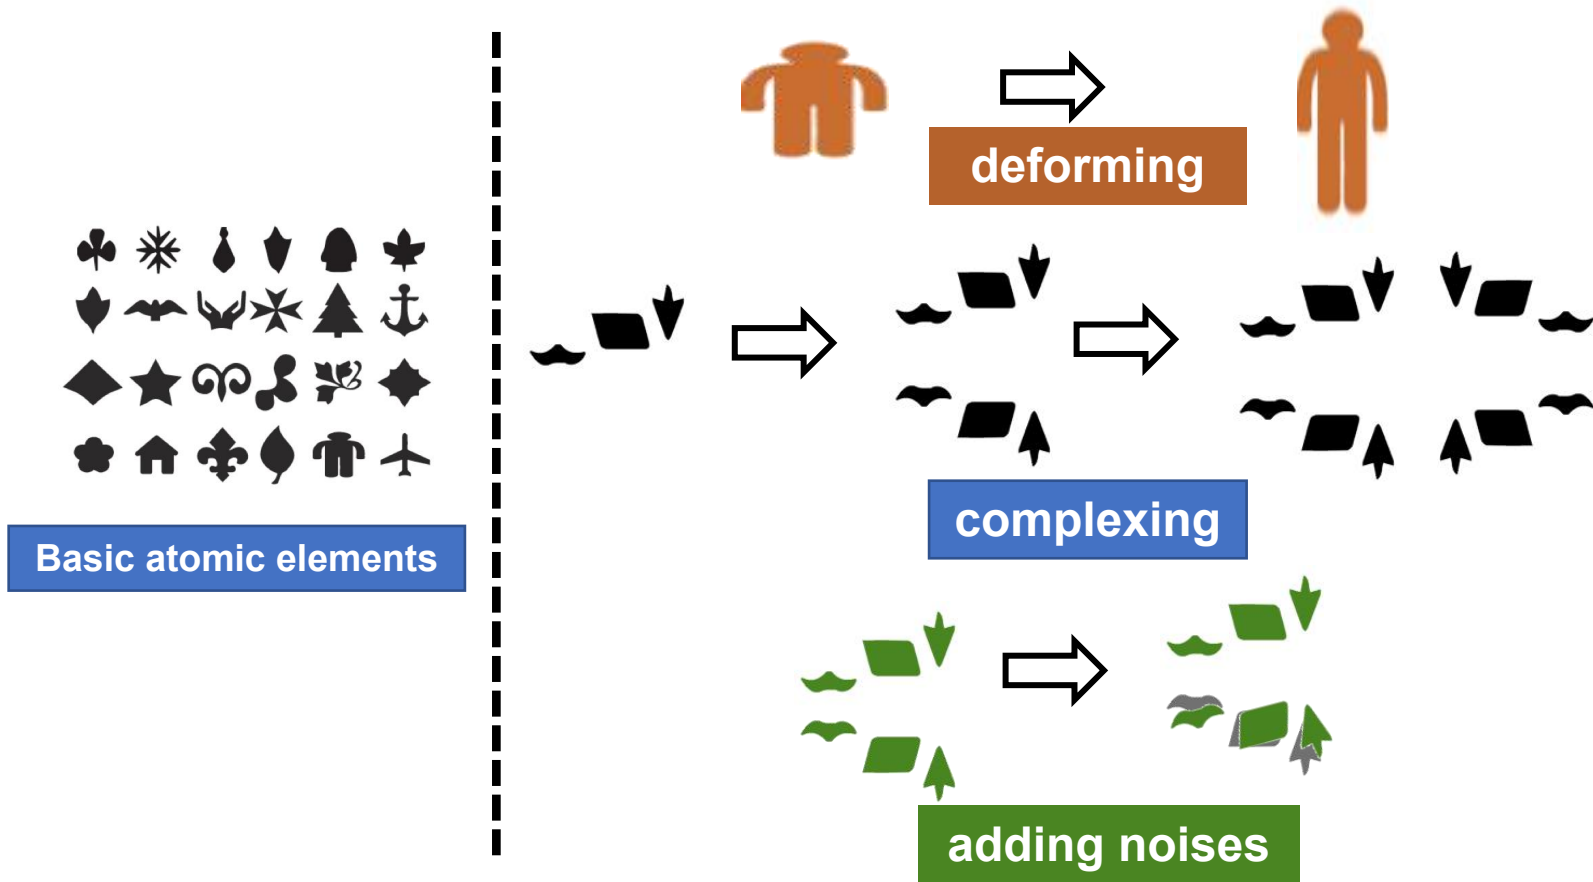 deforming
complexing
Basic atomic elements
adding noises